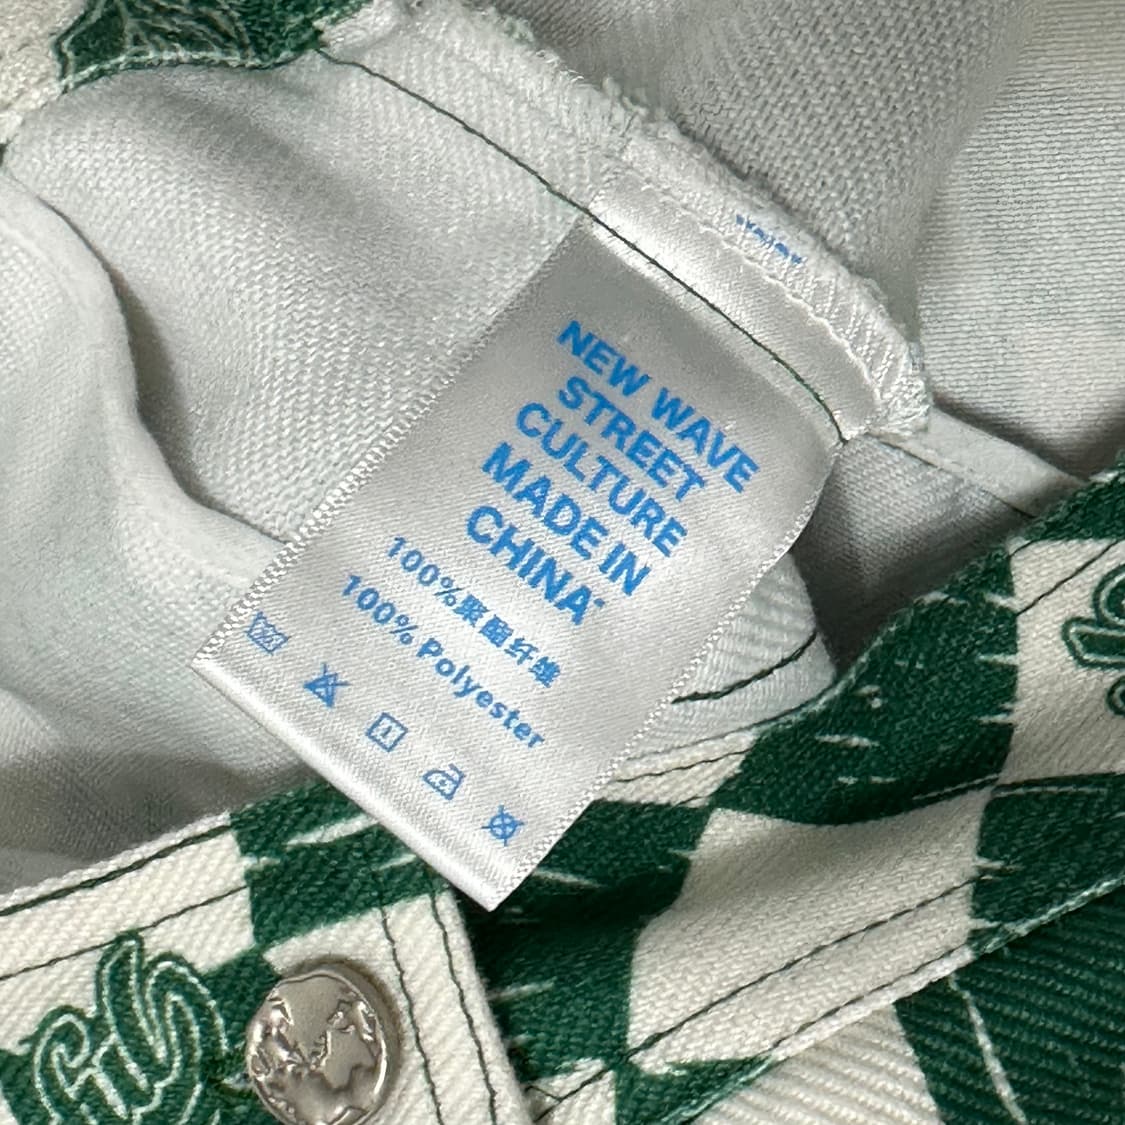 NEW WAVE
STREET
CULTURE
MADE IN
CHINA
100%聚酯纤维
100% Polyester